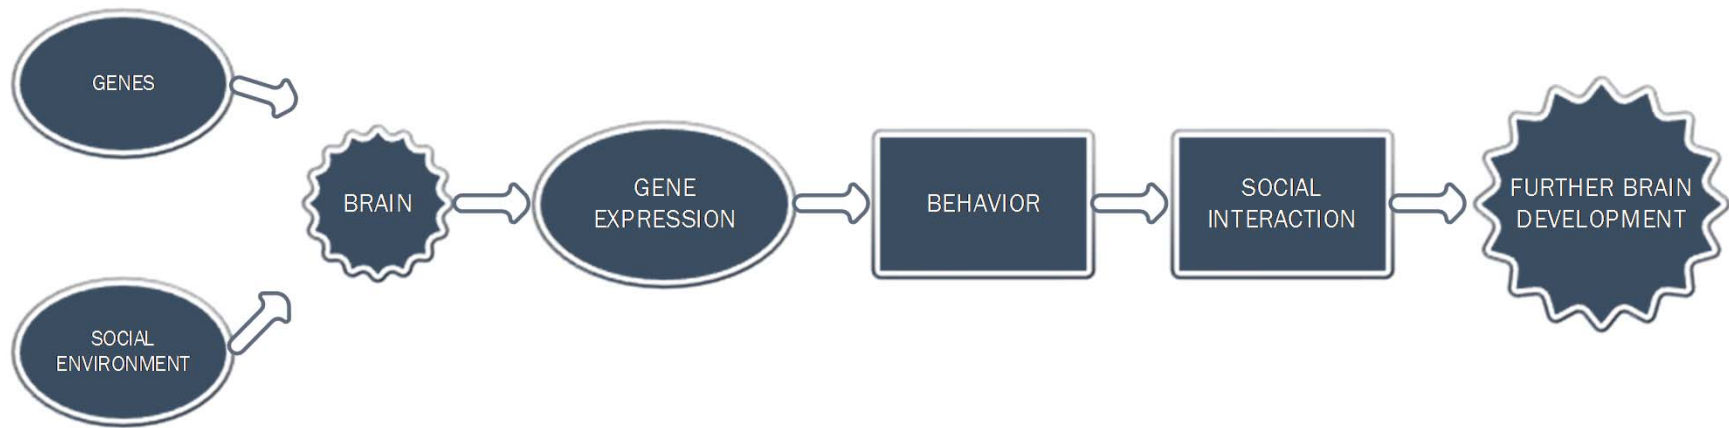 GENES
SOCIAL
ENVIRONMENT
BRAIN
GENE
EXPRESSION
BEHAVIOR
SOCIAL
INTERACTION
FURTHER BRAIN
DEVELOPMENT